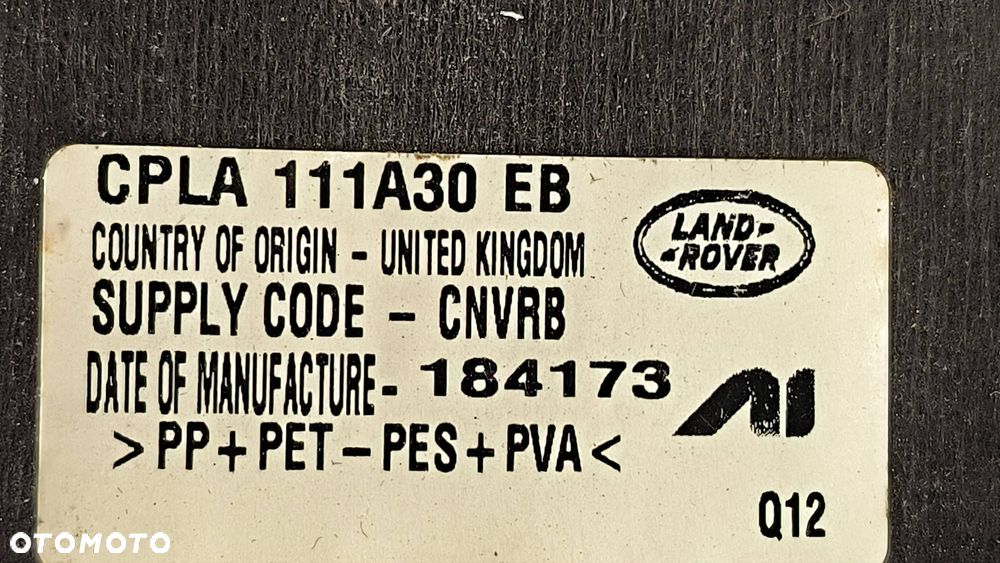 CPLA 111A30 EB
COUNTRY OF ORIGIN - UNITED KINGDOM
LAND-
-ROVER
SUPPLY CODE - CNVRB
DATE OF MANUFACTURE- 184173
AI
>PP+PET-PES+PVA<
Q12
OTOMOTO